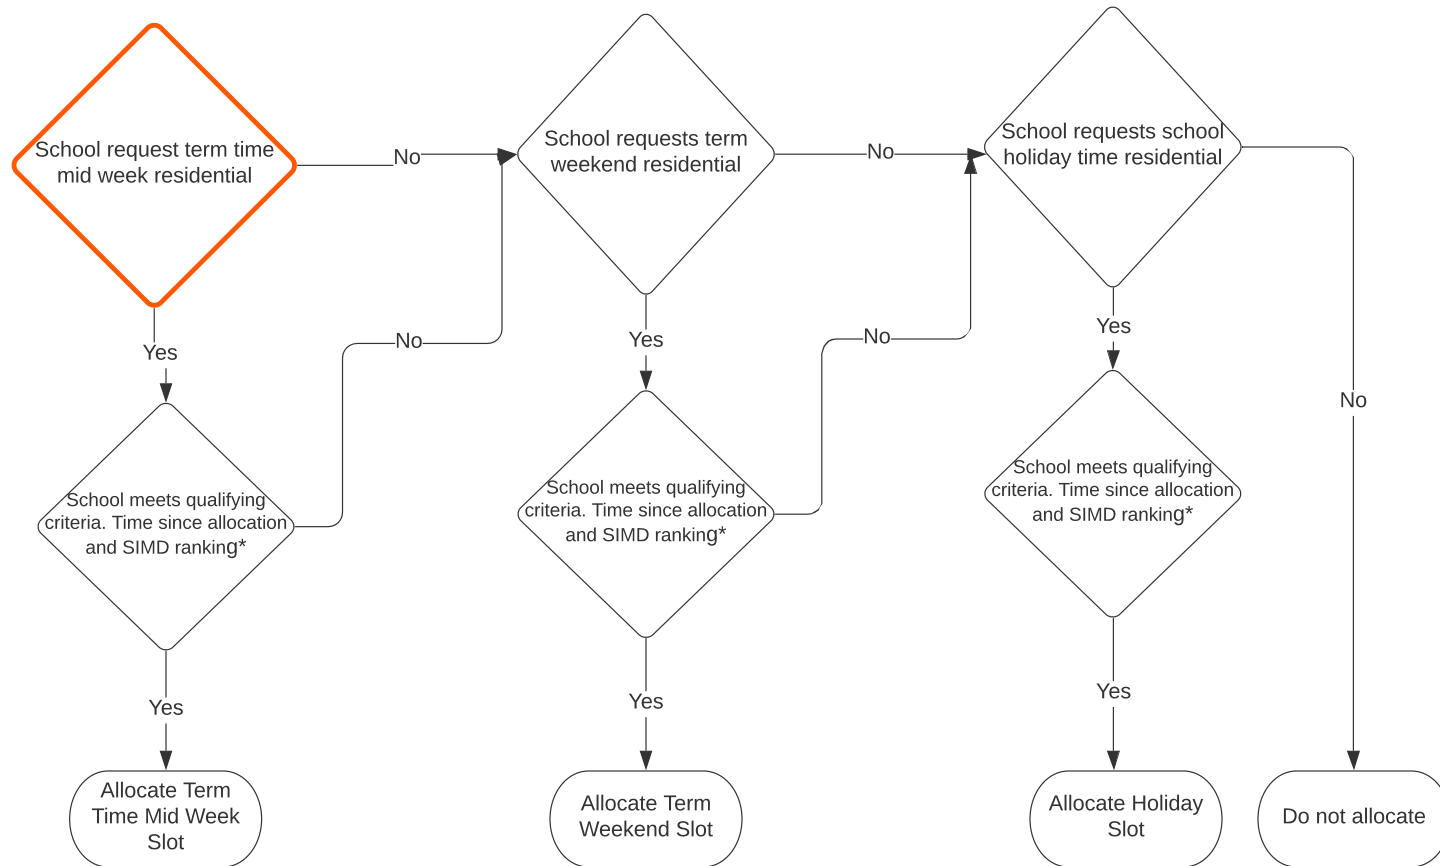 School request term time
mid week residential
No
School requests term
weekend residential
No
School requests school
holiday time residential
Yes
No
Yes
No
Yes
No
School meets qualifying
criteria. Time since allocation
and SIMD ranking*
School meets qualifying
criteria. Time since allocation
and SIMD ranking*
School meets qualifying
criteria. Time since allocation
and SIMD ranking*
Yes
Yes
Yes
Allocate Term
Time Mid Week
Slot
Allocate Term
Weekend Slot
Allocate Holiday
Slot
Do not allocate